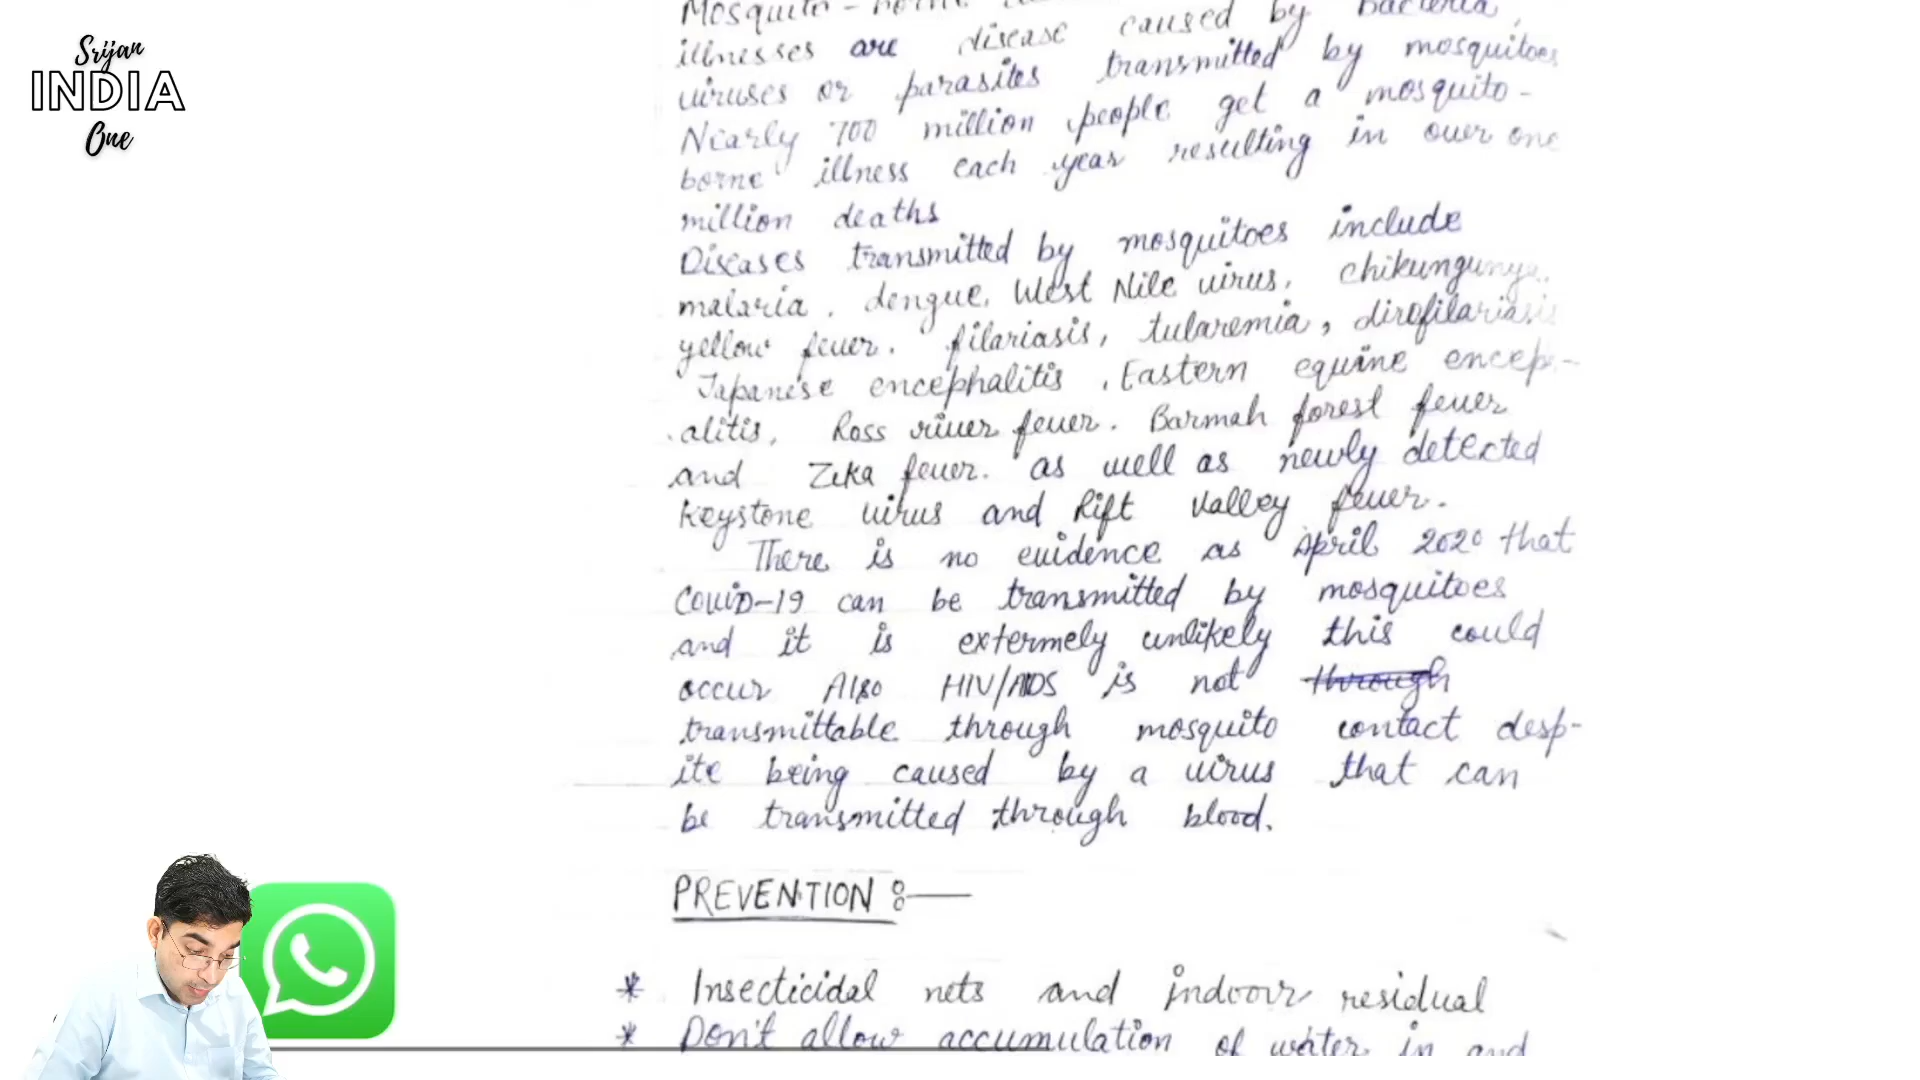 Srijan
INDIA
One
Mosquito-borne
illnesses are disease caused by bacteria,
viruses or parasites transmitted by mosquitoes
Nearly 700 million people get a mosquito-
borne illness each year resulting in over one
million deaths
Diseases transmitted by mosquitoes include
malaria, dengue, West Nile virus, chikungunya,
yellow fever, filariasis, tularemia, dirofilariasis
Japanese encephalitis, Eastern equine enceph-
alitis, Ross river fever, Barmah forest fever
and Zika fever. as well as newly detected
Keystone virus and Rift Valley fever.
There is no evidence as April 2020 that
COVID-19 can be transmitted by mosquitoes
and it is extermely unlikely this could
occur Also HIV/AIDS is not through
transmittable through mosquito contact desp-
ite being caused by a virus that can
be transmitted through blood.
PREVENTION :—
* Insecticidal nets and indoor residual
* Don't allow accumulation of water in and